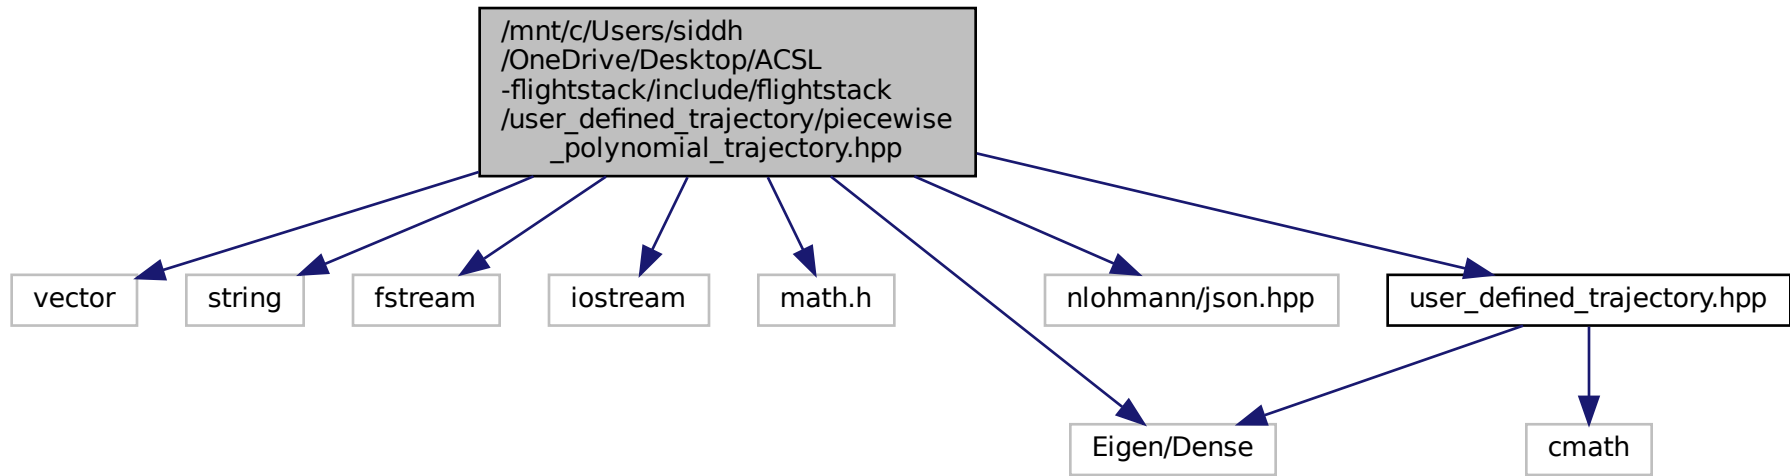 /mnt/c/Users/siddh
/OneDrive/Desktop/ACSL
-flightstack/include/flightstack
/user_defined_trajectory/piecewise
_polynomial_trajectory.hpp
vector
string
fstream
iostream
math.h
nlohmann/json.hpp
user_defined_trajectory.hpp
Eigen/Dense
cmath